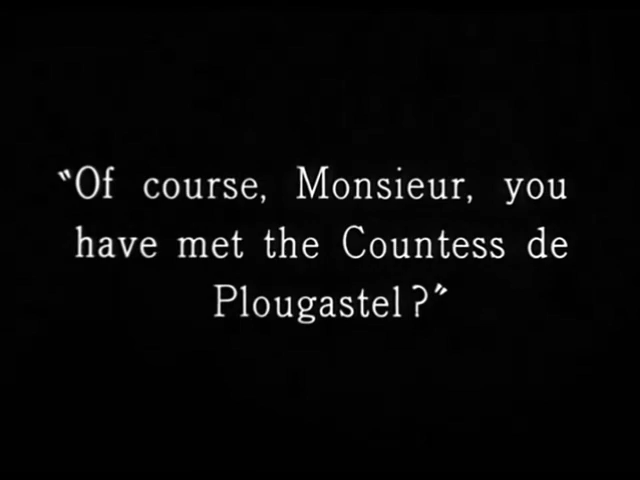 "Of course, Monsieur, you
have met the Countess de
Plougastel?"